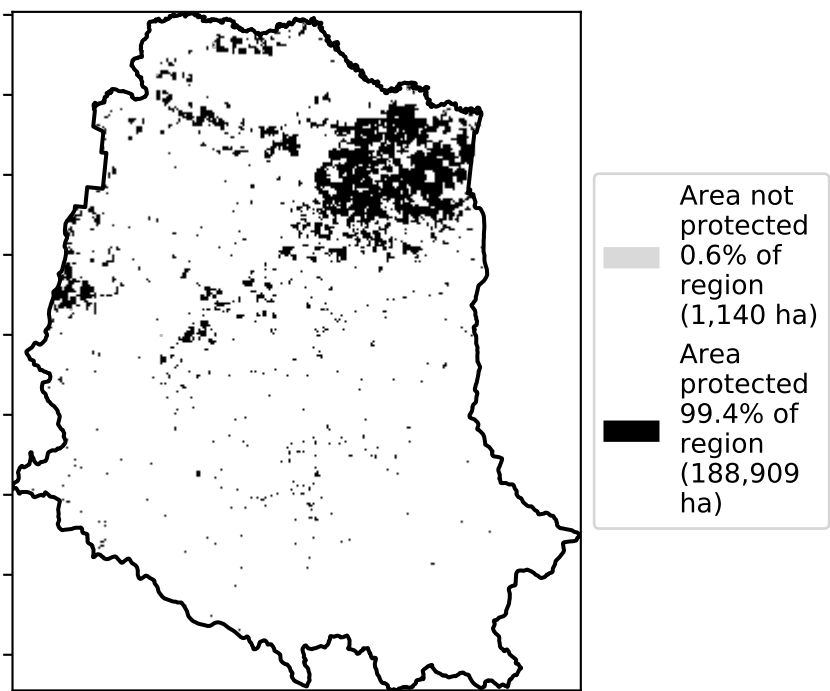 Area not
protected
0.6% of
region
(1,140 ha)
Area
protected
99.4% of
region
(188,909
ha)